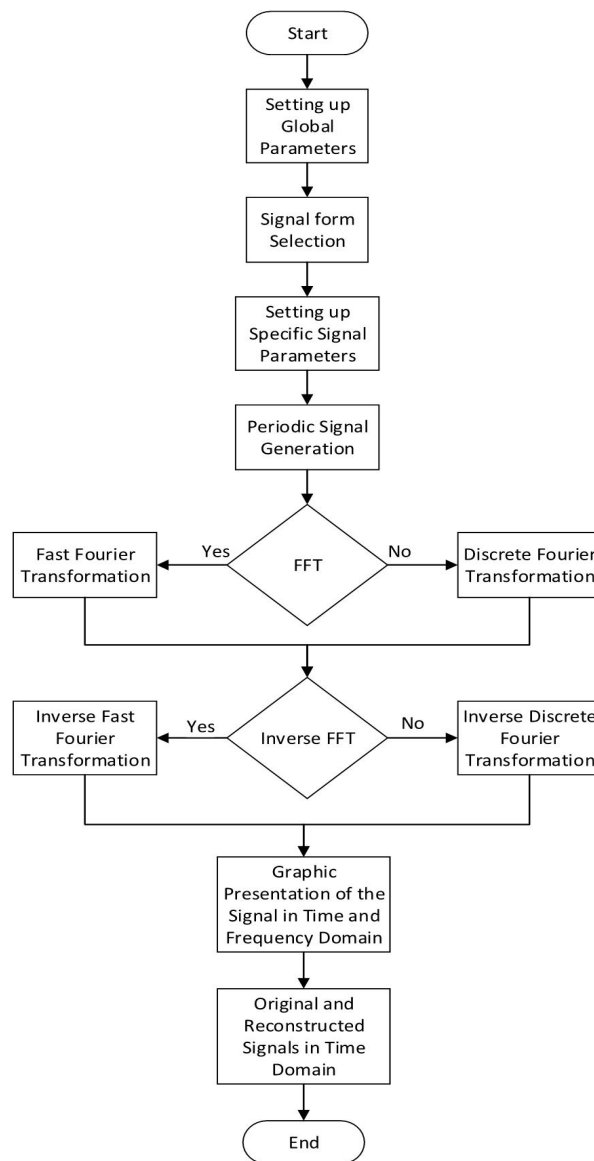 Start
Setting up
Global
Parameters
Signal form
Selection
Setting up
Specific Signal
Parameters
Periodic Signal
Generation
Yes
No
Fast Fourier
Transformation
FFT
Discrete Fourier
Transformation
Yes
No
Inverse Fast
Fourier
Transformation
Inverse FFT
Inverse Discrete
Fourier
Transformation
Graphic
Presentation of the
Signal in Time and
Frequency Domain
Original and
Reconstructed
Signals in Time
Domain
End